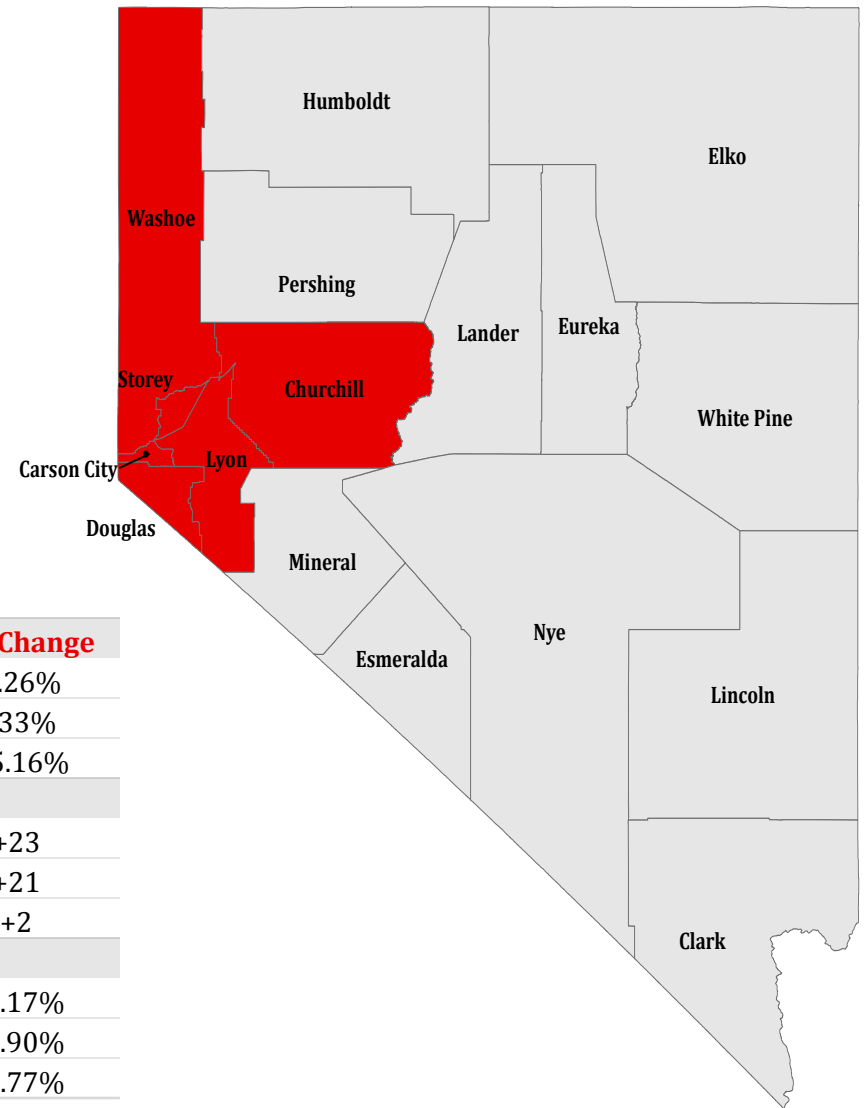 Humboldt
Elko
Washoe
Pershing
Lander
Eureka
Storey
Churchill
White Pine
Carson City
Lyon
Douglas
Mineral
Nye
Esmeralda
Lincoln
Clark
Change
.26%
33%
5.16%
+23
+21
+2
.17%
.90%
.77%